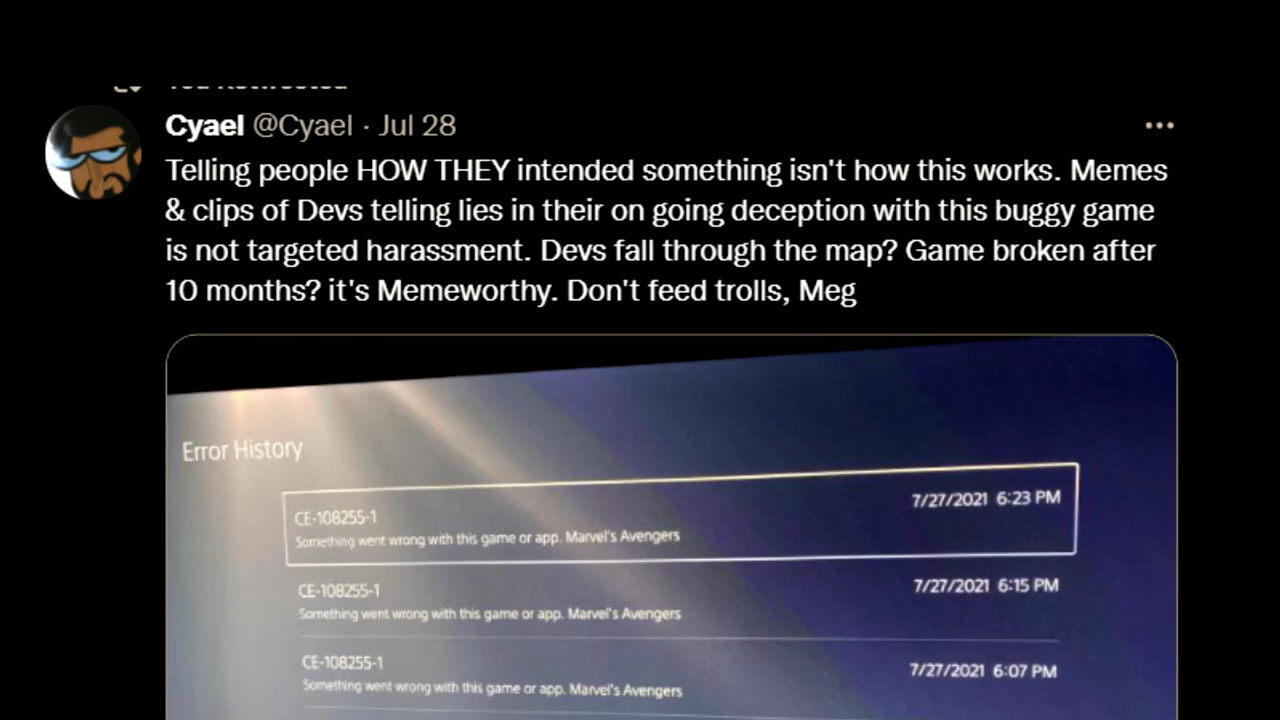 You Retweeted
Cyael @Cyael · Jul 28
Telling people HOW THEY intended something isn't how this works. Memes
& clips of Devs telling lies in their on going deception with this buggy game
is not targeted harassment. Devs fall through the map? Game broken after
10 months? it's Memeworthy. Don't feed trolls, Meg
Error History
CE-108255-1 7/27/2021 6:23 PM
Something went wrong with this game or app. Marvel's Avengers
CE-108255-1 7/27/2021 6:15 PM
Something went wrong with this game or app. Marvel's Avengers
CE-108255-1 7/27/2021 6:07 PM
Something went wrong with this game or app. Marvel's Avengers